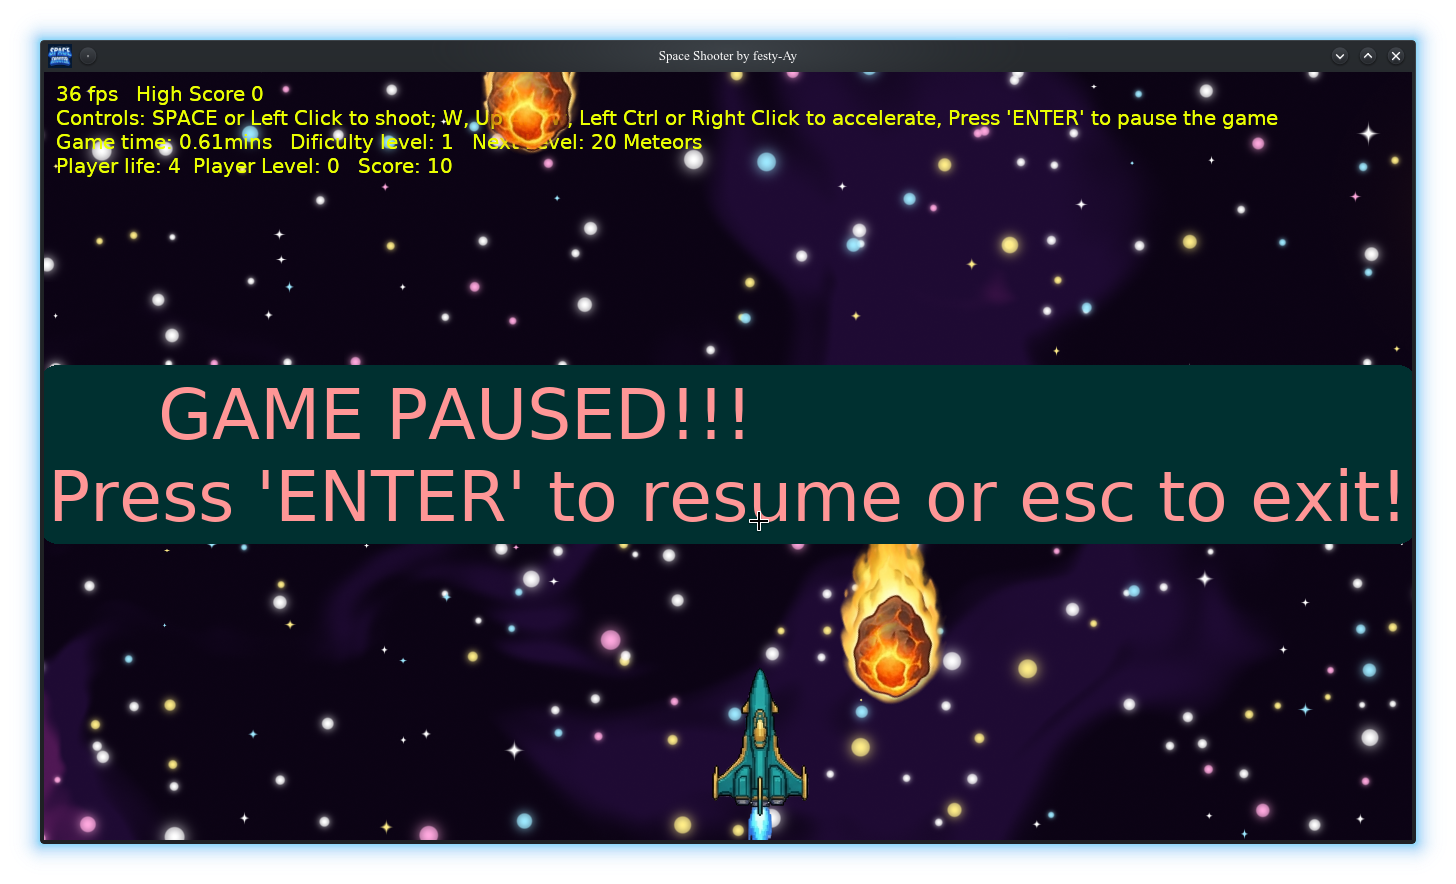 SPACE SHOOTER
Space Shooter by festy-Ay
36 fps High Score 0
Controls: SPACE or Left Click to shoot; W, Up , Left Ctrl or Right Click to accelerate, Press 'ENTER' to pause the game
Game time: 0.61mins Dificulty level: 1 Next Level: 20 Meteors
Player life: 4 Player Level: 0 Score: 10
GAME PAUSED!!!
Press 'ENTER' to resume or esc to exit!